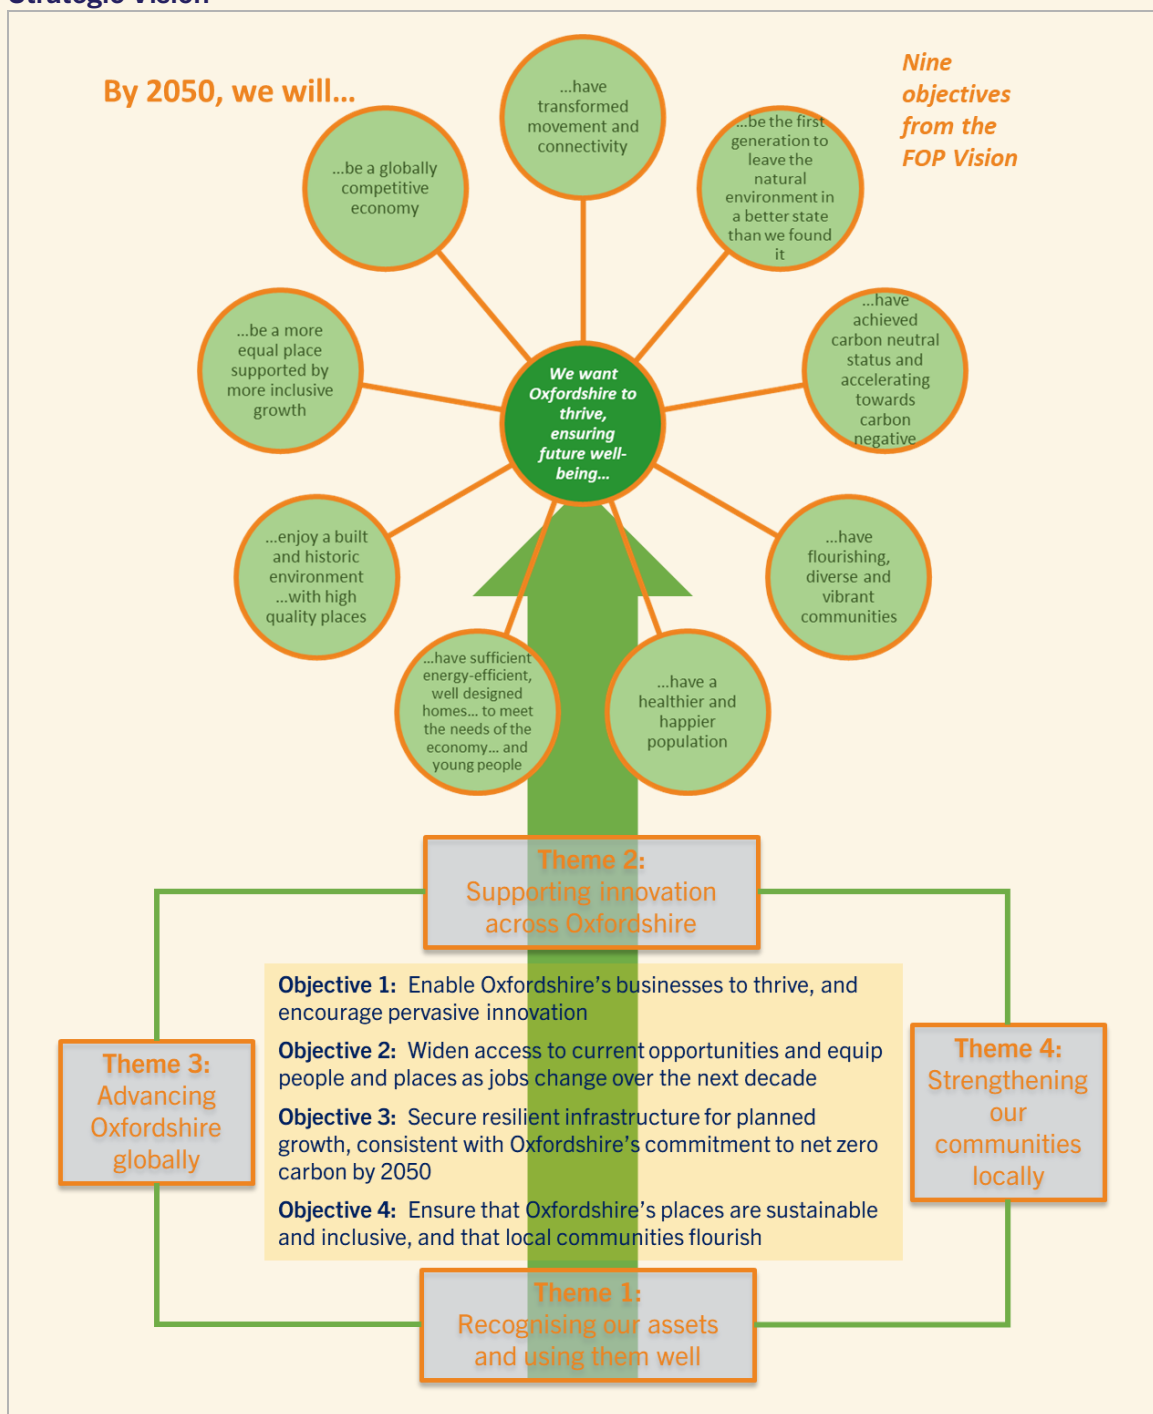 Strategic Vision
By 2050, we will...
Nine
objectives
from the
FOP Vision
...have
transformed
movement and
connectivity
...be the first
generation to
leave the
natural
environment in
a better state
than we found
it
...have
achieved
carbon neutral
status and
accelerating
towards
carbon
negative
...have
flourishing,
diverse and
vibrant
communities
...have a
healthier and
happier
population
...have sufficient
energy-efficient,
well designed
homes... to meet
the needs of the
economy... and
young people
...enjoy a built
and historic
environment
...with high
quality places
...be a more
equal place
supported by
more inclusive
growth
...be a globally
competitive
economy
We want
Oxfordshire to
thrive,
ensuring
future well-
being...
Theme 2:
Supporting innovation
across Oxfordshire
Objective 1: Enable Oxfordshire's businesses to thrive, and
encourage pervasive innovation
Objective 2: Widen access to current opportunities and equip
people and places as jobs change over the next decade
Objective 3: Secure resilient infrastructure for planned
growth, consistent with Oxfordshire's commitment to net zero
carbon by 2050
Objective 4: Ensure that Oxfordshire's places are sustainable
and inclusive, and that local communities flourish
Theme 3:
Advancing
Oxfordshire
globally
Theme 4:
Strengthening
our
communities
locally
Theme 1:
Recognising our assets
and using them well